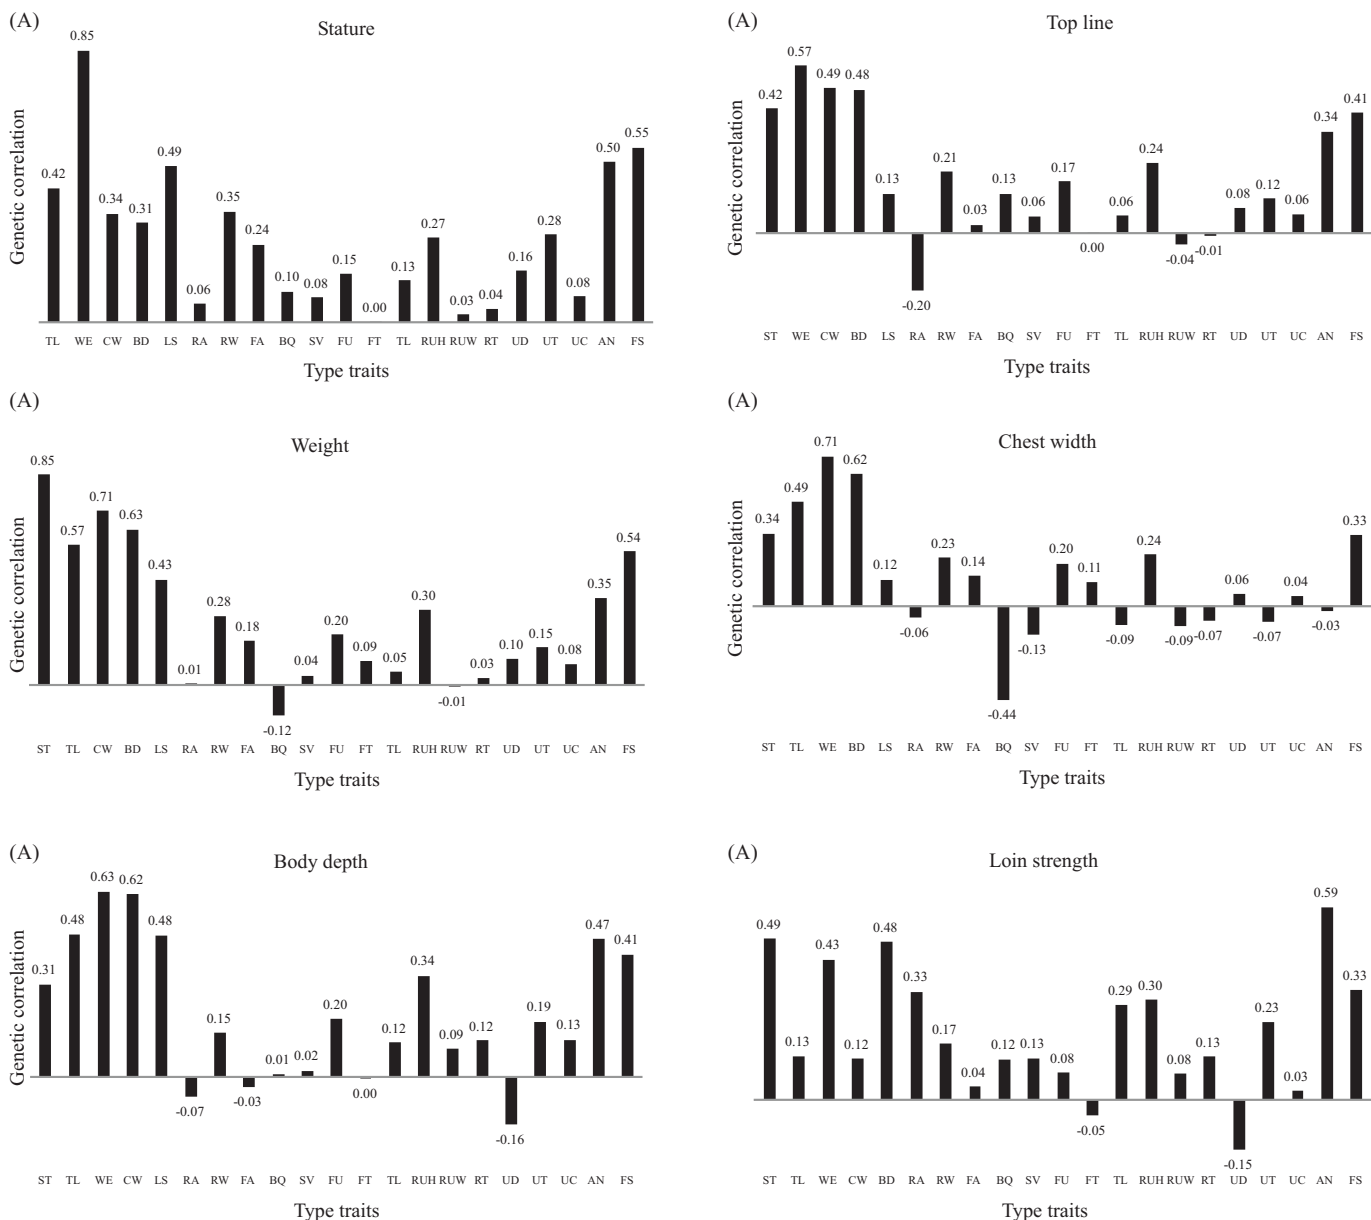 (A)
Stature
Genetic correlation
0.42 0.85 0.34 0.31 0.49 0.06 0.35 0.24 0.10 0.08 0.15 0.00 0.13 0.27 0.03 0.04 0.16 0.28 0.08 0.50 0.55
TL WE CW BD LS RA RW FA BQ SV FU FT TL RUH RUW RT UD UT UC AN FS
Type traits
(A)
Top line
Genetic correlation
0.42 0.57 0.49 0.48 0.13 -0.20 0.21 0.03 0.13 0.06 0.17 0.00 0.06 0.24 -0.04 -0.01 0.08 0.12 0.06 0.34 0.41
ST WE CW BD LS RA RW FA BQ SV FU FT TL RUH RUW RT UD UT UC AN FS
Type traits
(A)
Weight
Genetic correlation
0.85 0.57 0.71 0.63 0.43 0.01 0.28 0.18 -0.12 0.04 0.20 0.09 0.05 0.30 -0.01 0.03 0.10 0.15 0.08 0.35 0.54
ST TL CW BD LS RA RW FA BQ SV FU FT TL RUH RUW RT UD UT UC AN FS
Type traits
(A)
Chest width
Genetic correlation
0.34 0.49 0.71 0.62 0.12 -0.06 0.23 0.14 -0.44 -0.13 0.20 0.11 -0.09 0.24 -0.09 -0.07 0.06 -0.07 0.04 -0.03 0.33
ST TL WE BD LS RA RW FA BQ SV FU FT TL RUH RUW RT UD UT UC AN FS
Type traits
(A)
Body depth
Genetic correlation
0.31 0.48 0.63 0.62 0.48 -0.07 0.15 -0.03 0.01 0.02 0.20 0.00 0.12 0.34 0.09 0.12 -0.16 0.19 0.13 0.47 0.41
ST TL WE CW LS RA RW FA BQ SV FU FT TL RUH RUW RT UD UT UC AN FS
Type traits
(A)
Loin strength
Genetic correlation
0.49 0.13 0.43 0.12 0.48 0.33 0.17 0.04 0.12 0.13 0.08 -0.05 0.29 0.30 0.08 0.13 -0.15 0.23 0.03 0.59 0.33
ST TL WE CW BD RA RW FA BQ SV FU FT TL RUH RUW RT UD UT UC AN FS
Type traits